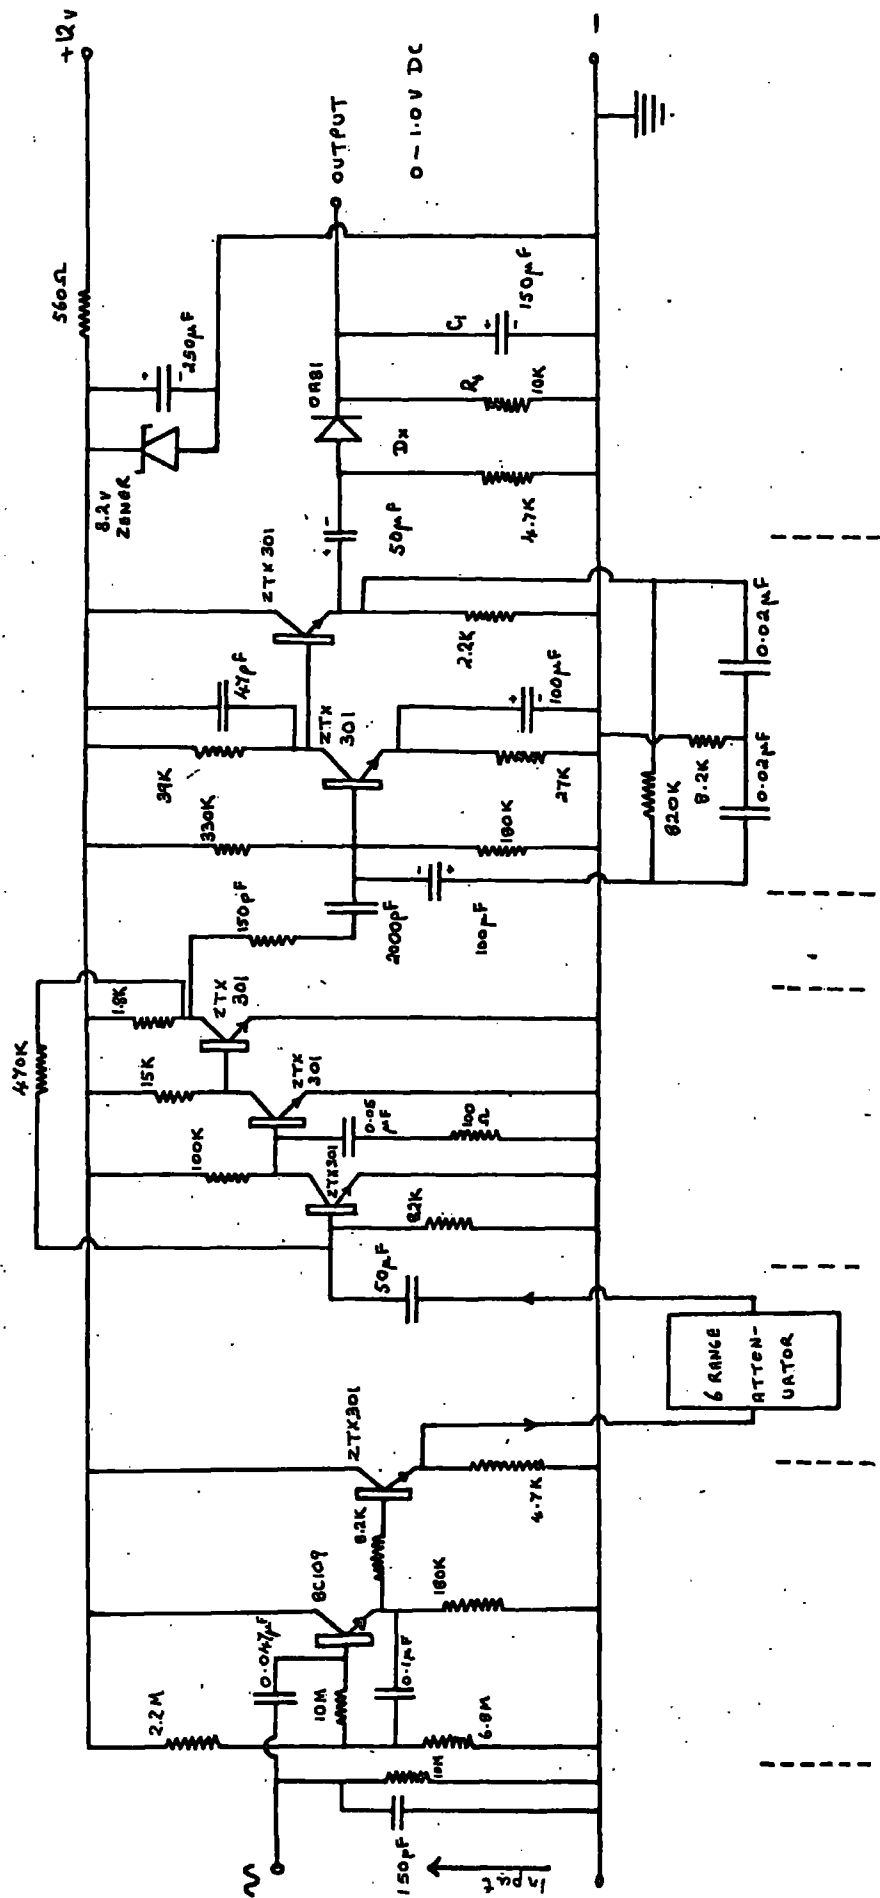 +12v
560Ω
250µF
8.2v
ZENER
OUTPUT
0-1.0V DC
OA81
Dx
C1
150µF
R1
10K
4.7K
50µF
ZTX301
2.2K
0.02µF
47pF
39K
ZTX
301
100µF
27K
820K
8.2K
0.02µF
330K
180K
150pF
2000pF
100µF
1.8K
ZTX
301
470K
15K
ZTX
301
100K
0.05
µF
100
Ω
ZTX301
82K
50µF
6 RANGE
ATTEN-
UATOR
ZTX301
8.2K
4.7K
BC109
180K
0.047µF
10M
0.1µF
2.2M
6.8M
10M
150pF
Input